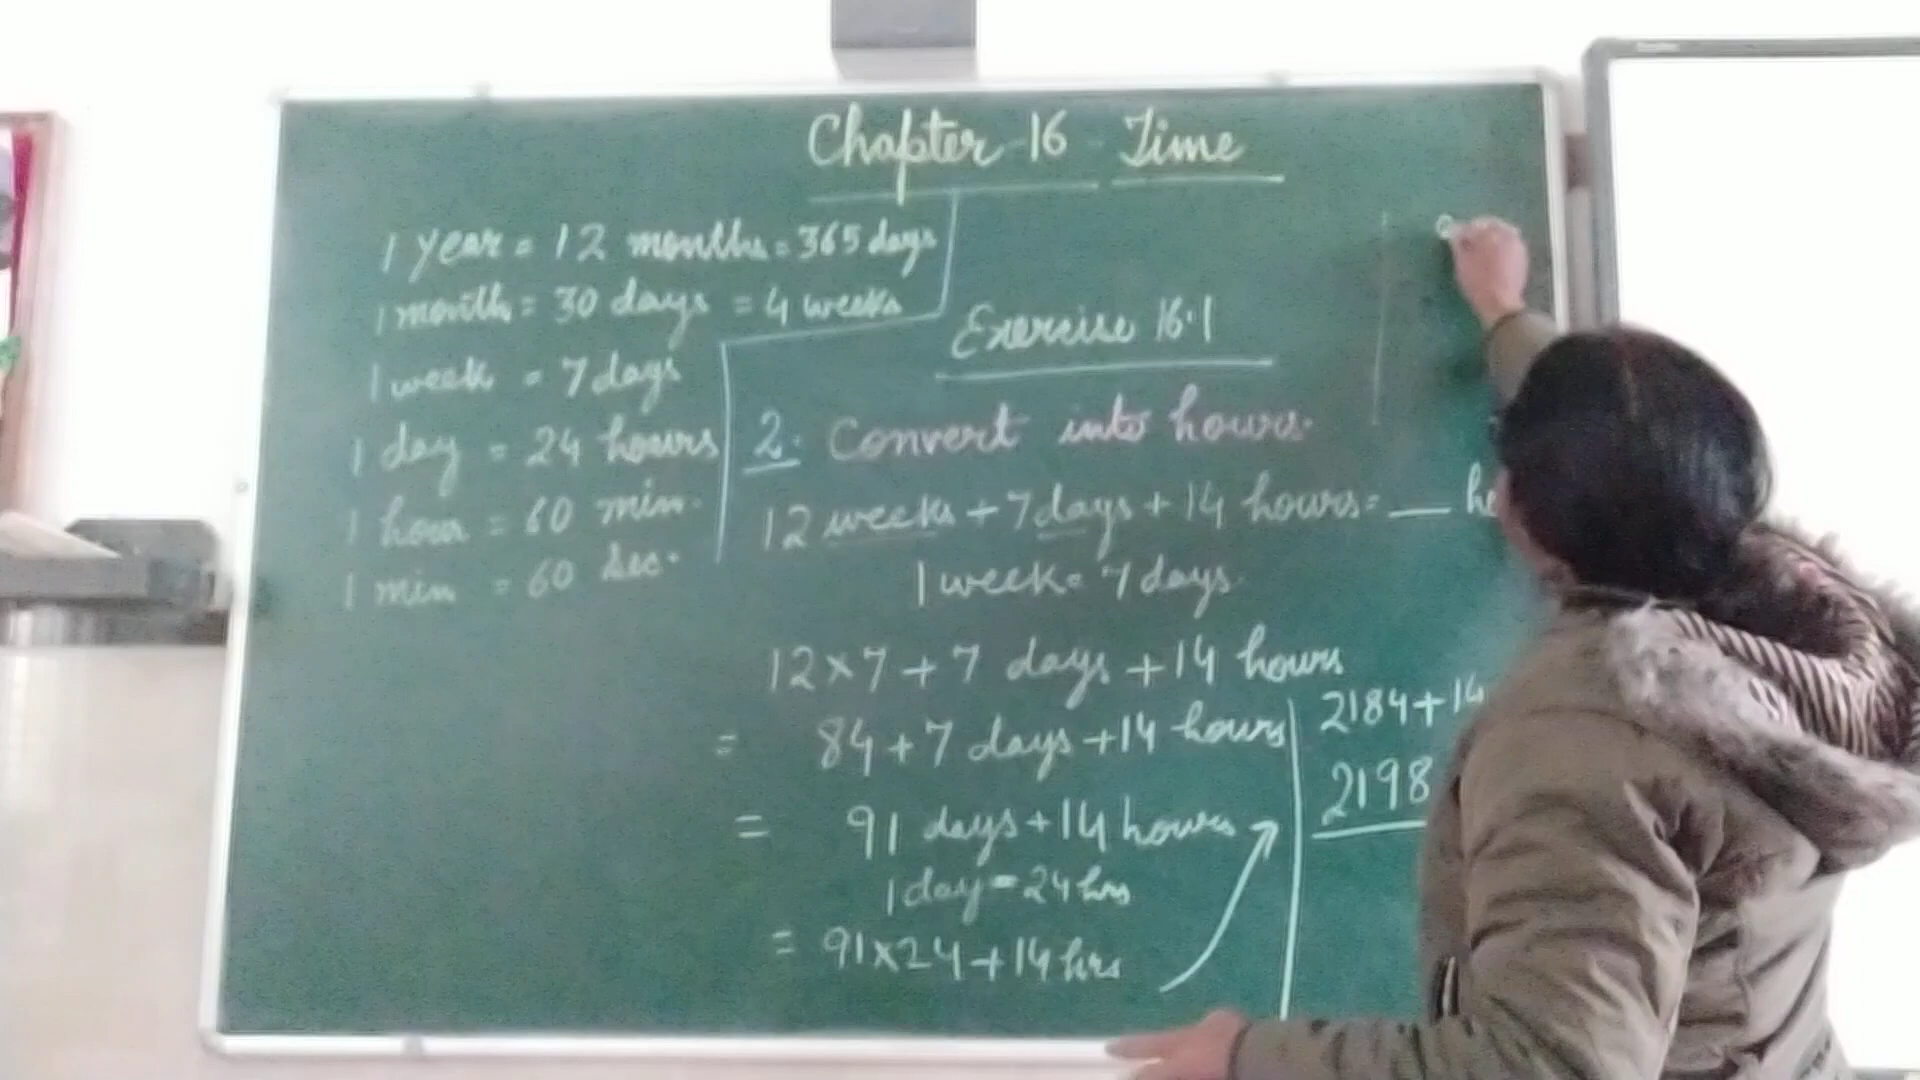 Chapter 16 Time
1 year = 12 months = 365 days
1 month = 30 days = 4 weeks
1 week = 7 days
1 day = 24 hours
1 hour = 60 min.
1 min = 60 sec.
Exercise 16.1
2. Convert into hours.
12 weeks + 7 days + 14 hours = __
1 week = 7 days.
12 × 7 + 7 days + 14 hours
= 84 + 7 days + 14 hours
= 91 days + 14 hours
1 day = 24 hrs
= 91 × 24 + 14 hrs
2184 + 14
2198